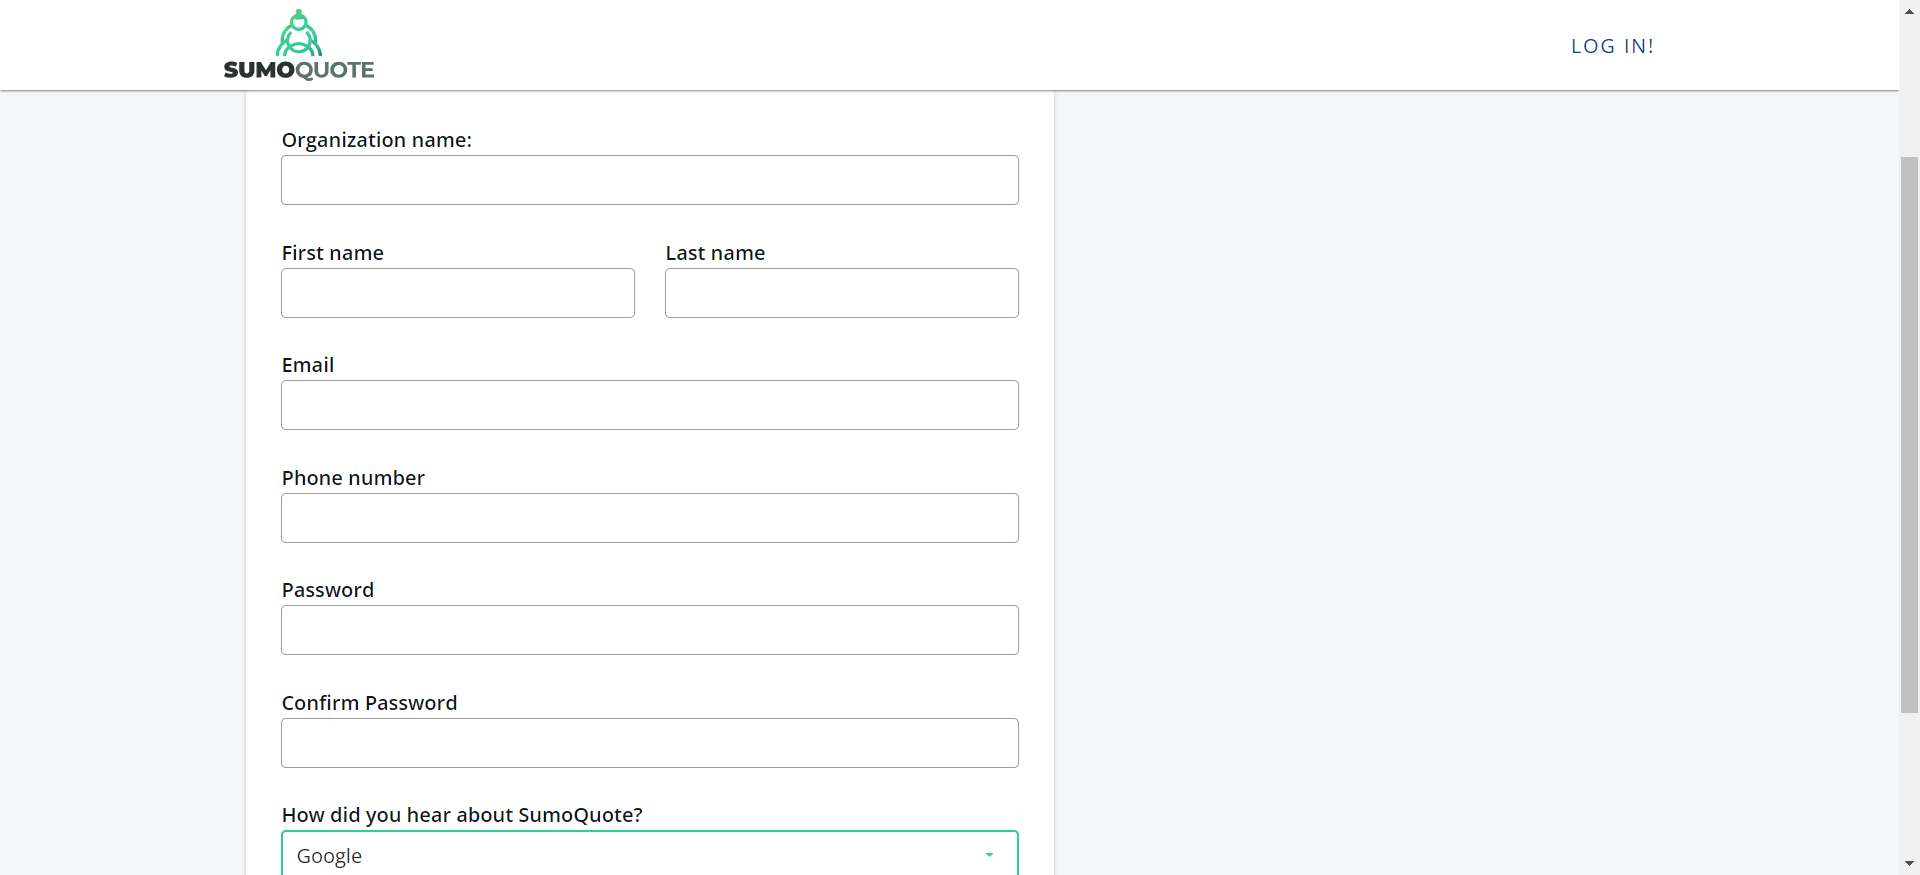 SUMOQUOTE
LOG IN!
Organization name:
First name
Last name
Email
Phone number
Password
Confirm Password
How did you hear about SumoQuote?
Google